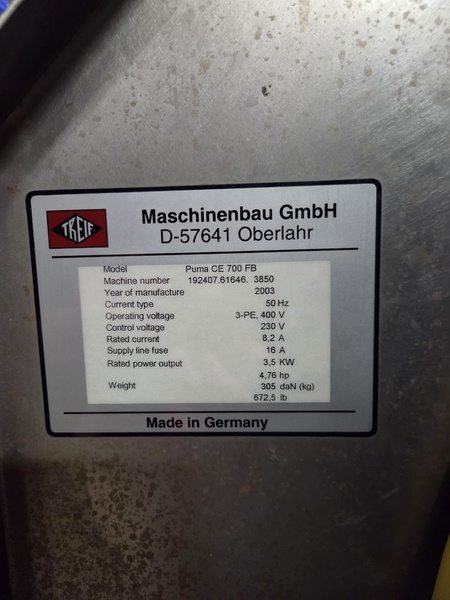 TREIF
Maschinenbau GmbH
D-57641 Oberlahr
Model Puma CE 700 FB
Machine number 192407.61646. 3850
Year of manufacture 2003
Current type 50 Hz
Operating voltage 3-PE, 400 V
Control voltage 230 V
Rated current 8,2 A
Supply line fuse 16 A
Rated power output 3,5 KW
4,76 hp
Weight 305 daN (kg)
672,5 lb
Made in Germany